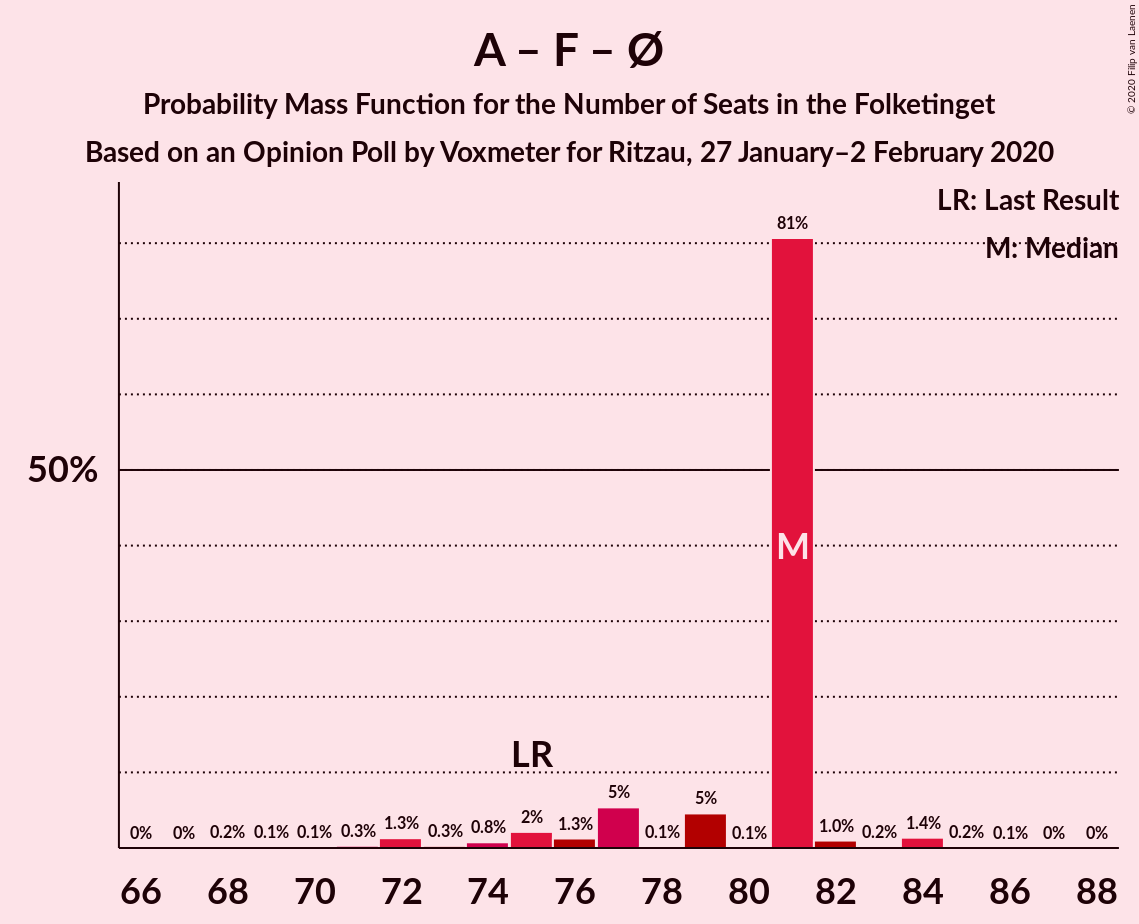 A – F – Ø
Probability Mass Function for the Number of Seats in the Folketinget
Based on an Opinion Poll by Voxmeter for Ritzau, 27 January–2 February 2020
© 2020 Filip van Laenen
LR: Last Result
M: Median
50%
81%
M
LR
0% 0% 0.2% 0.1% 0.1% 0.3% 1.3% 0.3% 0.8% 2% 1.3% 5% 0.1% 5% 0.1% 1.0% 0.2% 1.4% 0.2% 0.1% 0% 0%
66 68 70 72 74 76 78 80 82 84 86 88